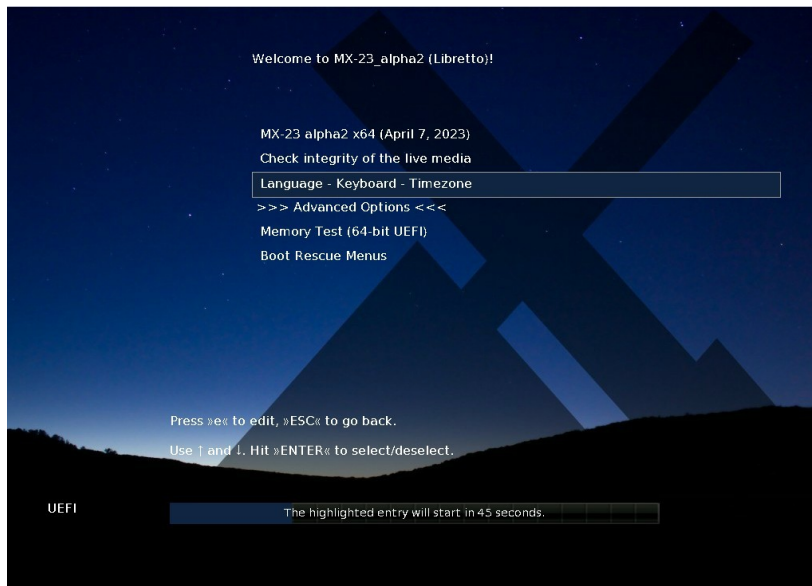 Welcome to MX-23_alpha2 (Libretto)!
MX-23 alpha2 x64 (April 7, 2023)
Check integrity of the live media
Language - Keyboard - Timezone
>>> Advanced Options <<<
Memory Test (64-bit UEFI)
Boot Rescue Menus
Press »e« to edit, »ESC« to go back.
Use ↑ and ↓. Hit »ENTER« to select/deselect.
UEFI
The highlighted entry will start in 45 seconds.